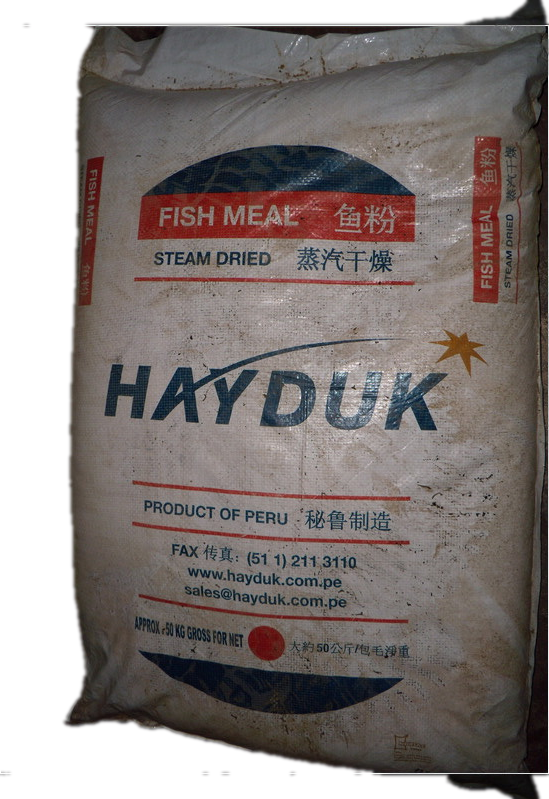 FISH MEAL 鱼粉
STEAM DRIED 蒸汽干燥
HAYDUK
PRODUCT OF PERU 秘鲁制造
FAX 传真: (51 1) 211 3110
www.hayduk.com.pe
sales@hayduk.com.pe
APPROX. 50 KG GROSS FOR NET 大約50公斤/包毛淨重
FISH MEAL 鱼粉
FISH MEAL 鱼粉
STEAM DRIED 蒸汽干燥